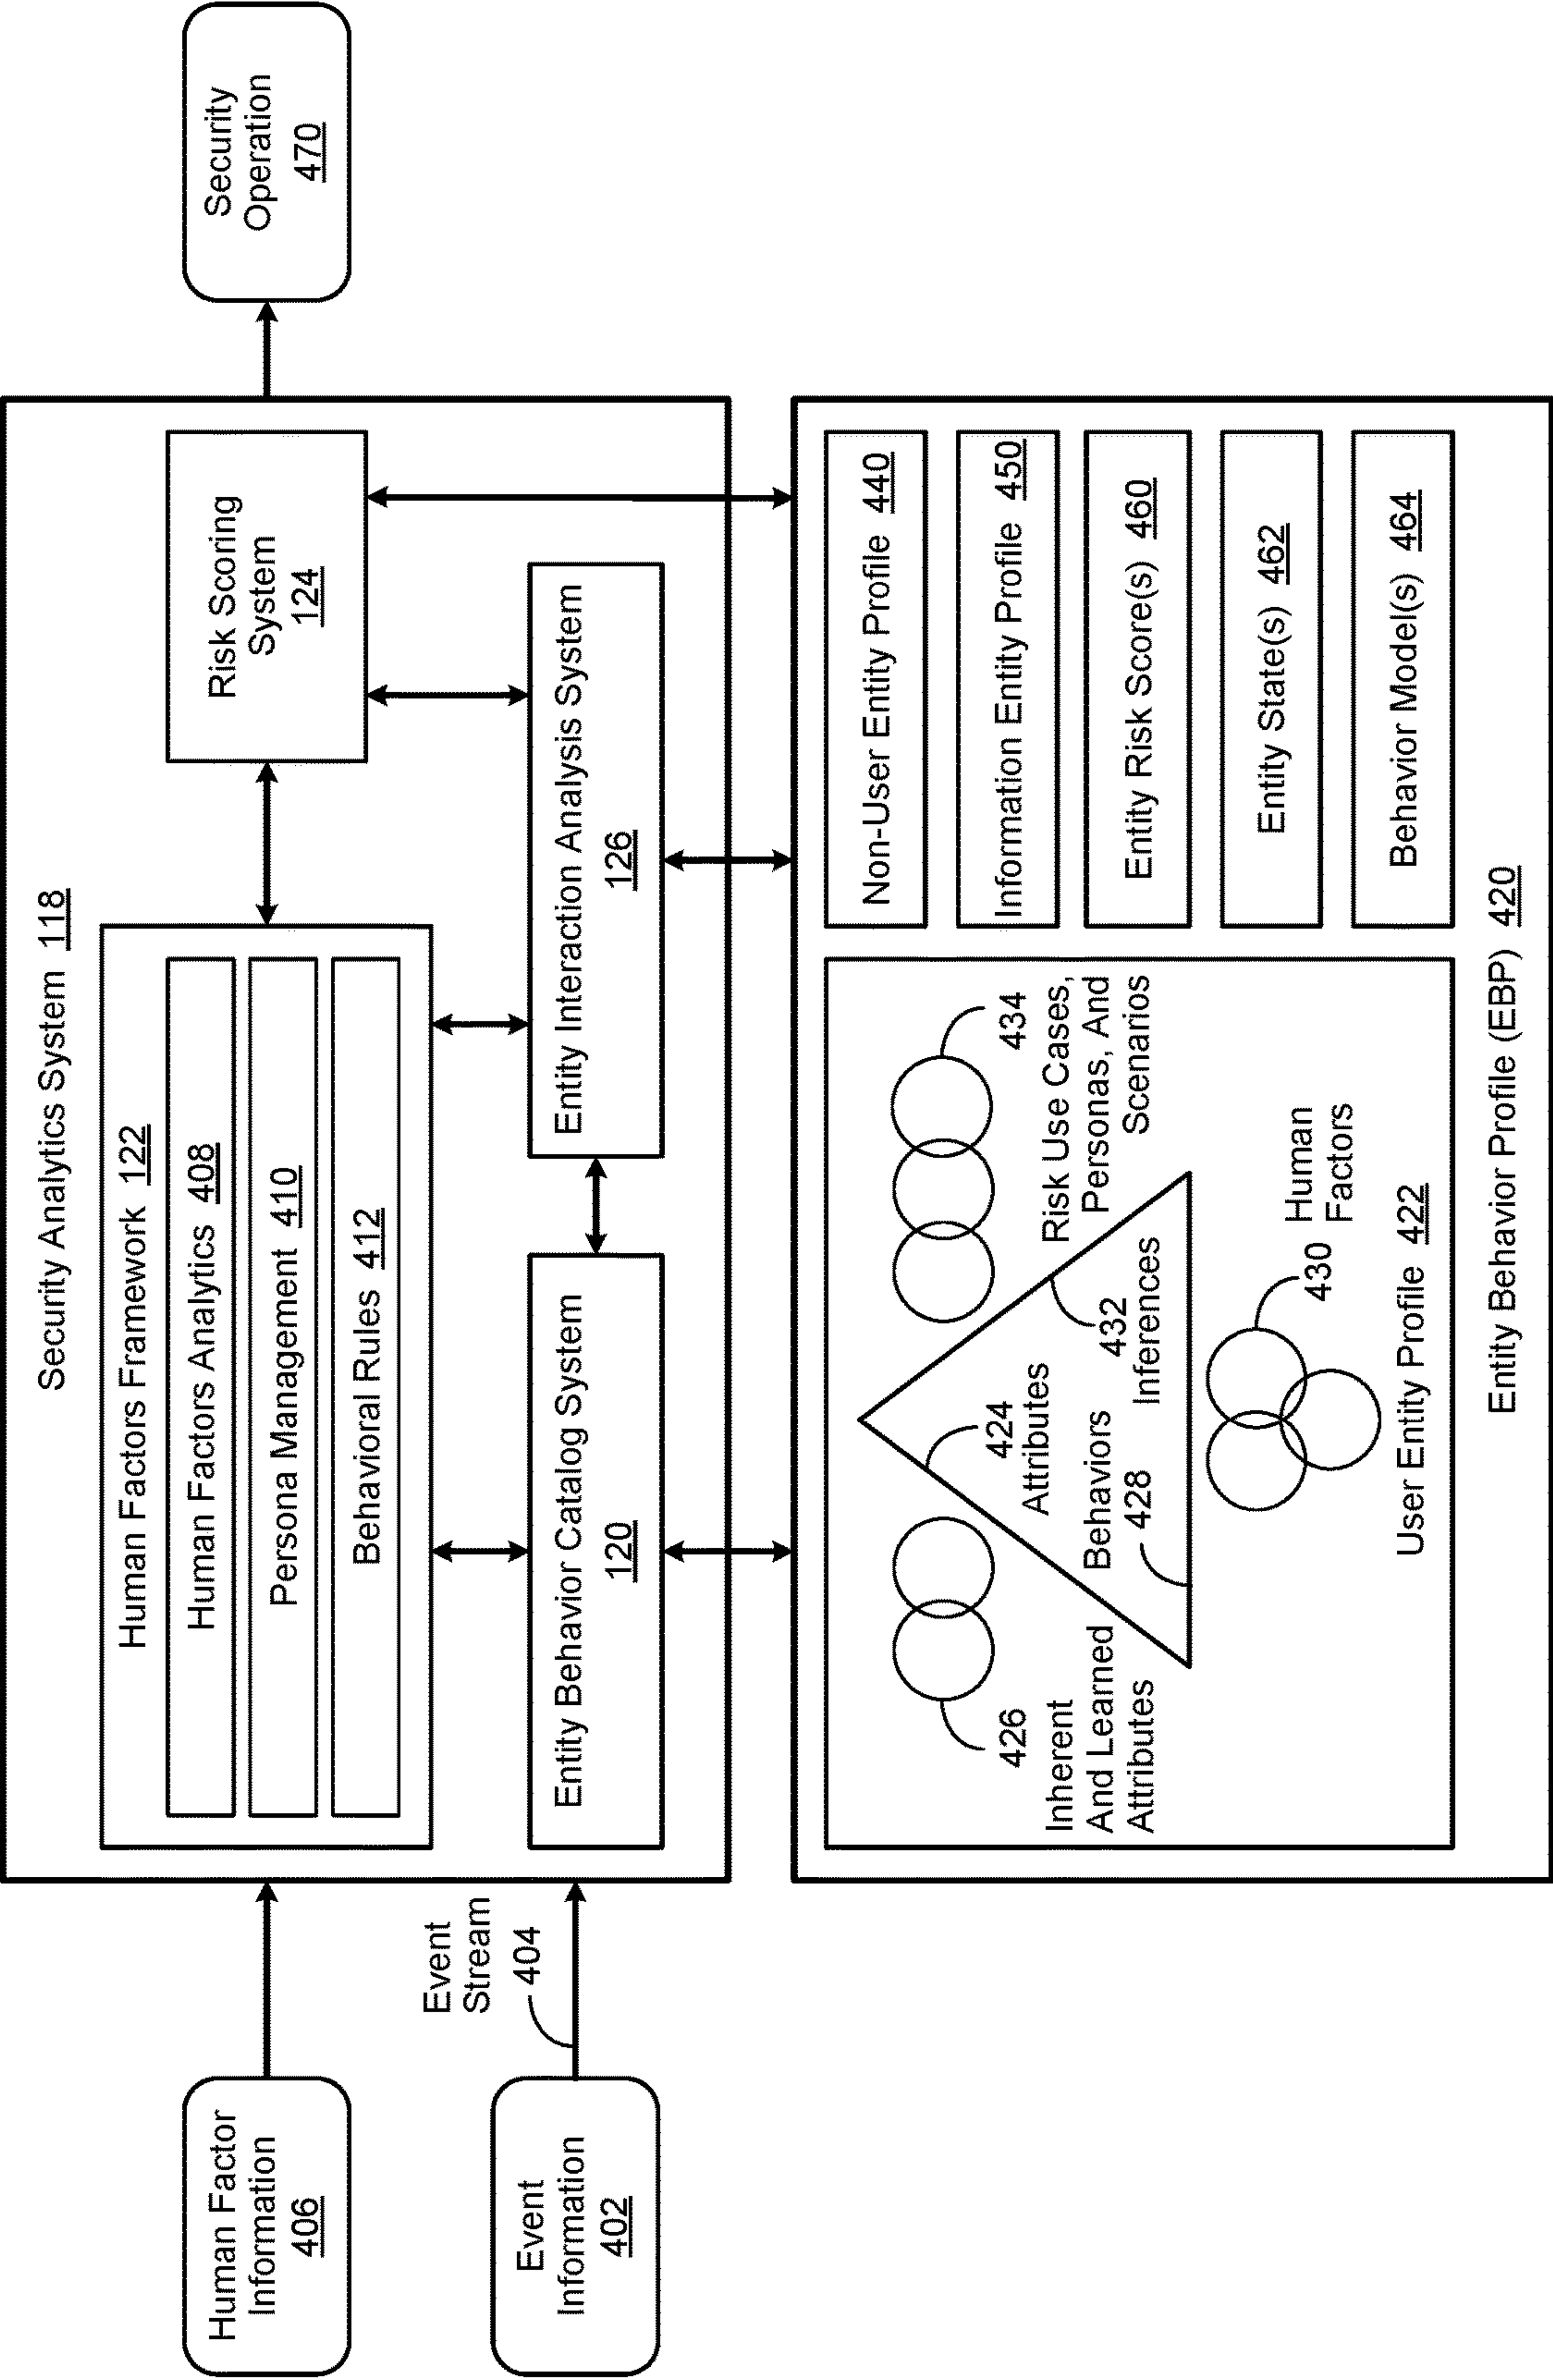 Security Analytics System 118
Human Factors Framework 122
Human Factors Analytics 408
Persona Management 410
Behavioral Rules 412
Risk Scoring
System
124
Security
Operation
470
Human Factor
Information
406
Event
Stream
404
Event
Information
402
Entity Behavior Catalog System
120
Entity Interaction Analysis System
126
426
Inherent
And Learned
Attributes
424
Attributes
Behaviors
428
432
Inferences
434
Risk Use Cases,
Personas, And
Scenarios
430
Human
Factors
User Entity Profile 422
Non-User Entity Profile 440
Information Entity Profile 450
Entity Risk Score(s) 460
Entity State(s) 462
Behavior Model(s) 464
Entity Behavior Profile (EBP) 420